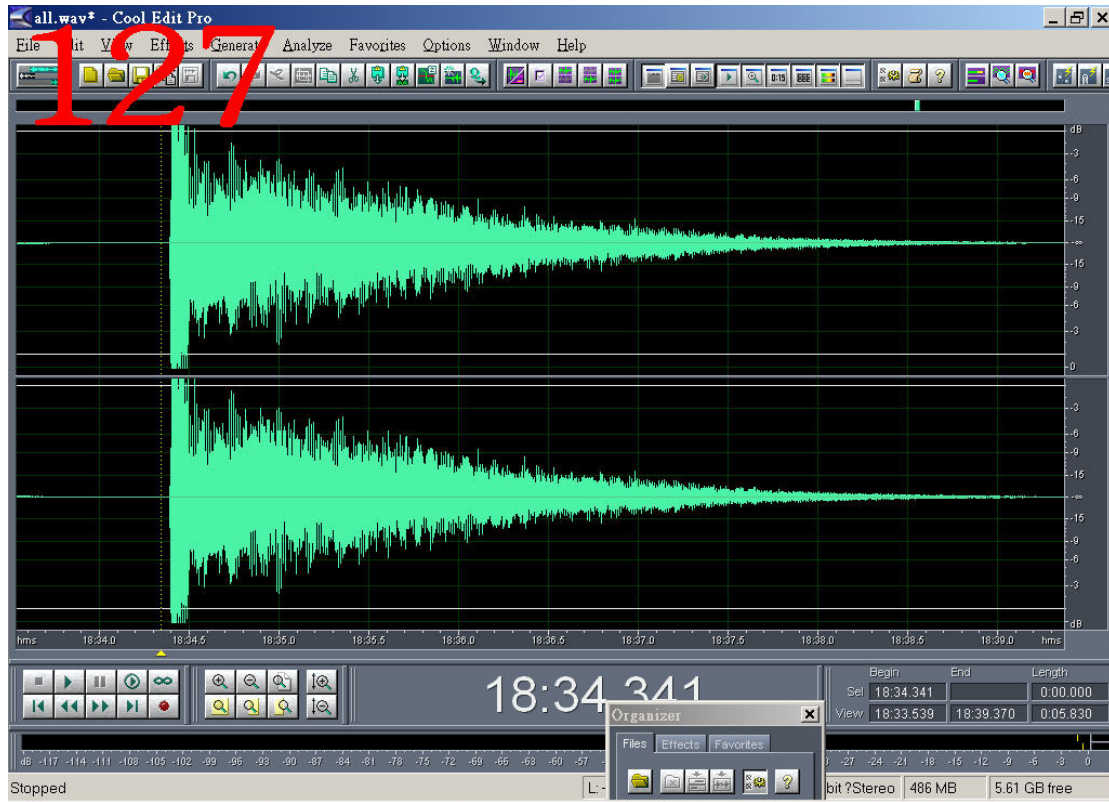 all.wav* - Cool Edit Pro
127
File Edit View Effects Generate Analyze Favorites Options Window Help
0:15
dB
-3
-6
-9
-15
-∞
-15
-9
-6
-3
-0
-3
-6
-9
-15
-∞
-15
-9
-6
-3
dB
hms 18:34.0 18:34.5 18:35.0 18:35.5 18:36.0 18:36.5 18:37.0 18:37.5 18:38.0 18:38.5 18:39.0 hms
18:34.341
Begin End Length
Sel 18:34.341 0:00.000
View 18:33.539 18:39.370 0:05.830
Organizer
Files Effects Favorites
dB -117 -114 -111 -108 -105 -102 -99 -96 -93 -90 -87 -84 -81 -78 -75 -72 -69 -66 -63 -60 -57 -27 -24 -21 -18 -15 -12 -9 -6 -3 0
Stopped L:- bit ?Stereo 486 MB 5.61 GB free